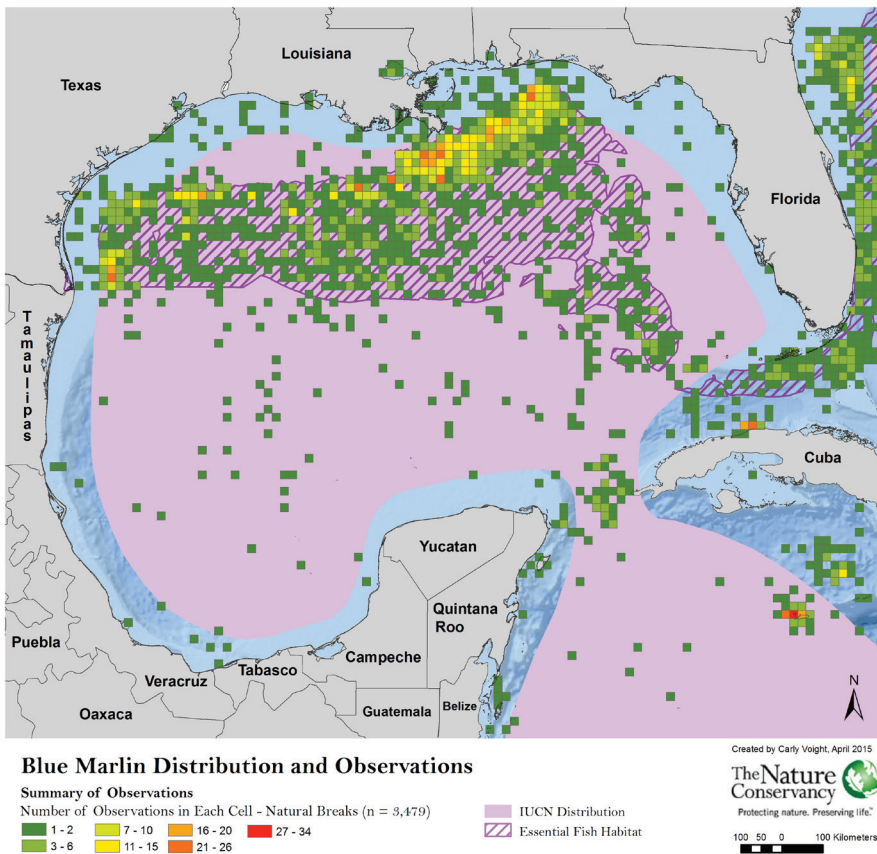 Louisiana
Texas
Florida
Tamaulipas
Cuba
Yucatan
Quintana
Roo
Puebla
Campeche
Tabasco
Veracruz
Belize
Guatemala
Oaxaca
N
Blue Marlin Distribution and Observations
Summary of Observations
Number of Observations in Each Cell - Natural Breaks (n = 3,479)
1 - 2
7 - 10
16 - 20
27 - 34
3 - 6
11 - 15
21 - 26
IUCN Distribution
Essential Fish Habitat
Created by Carly Voight, April 2015
The Nature
Conservancy
Protecting nature. Preserving life.™
100 50 0 100 Kilometers